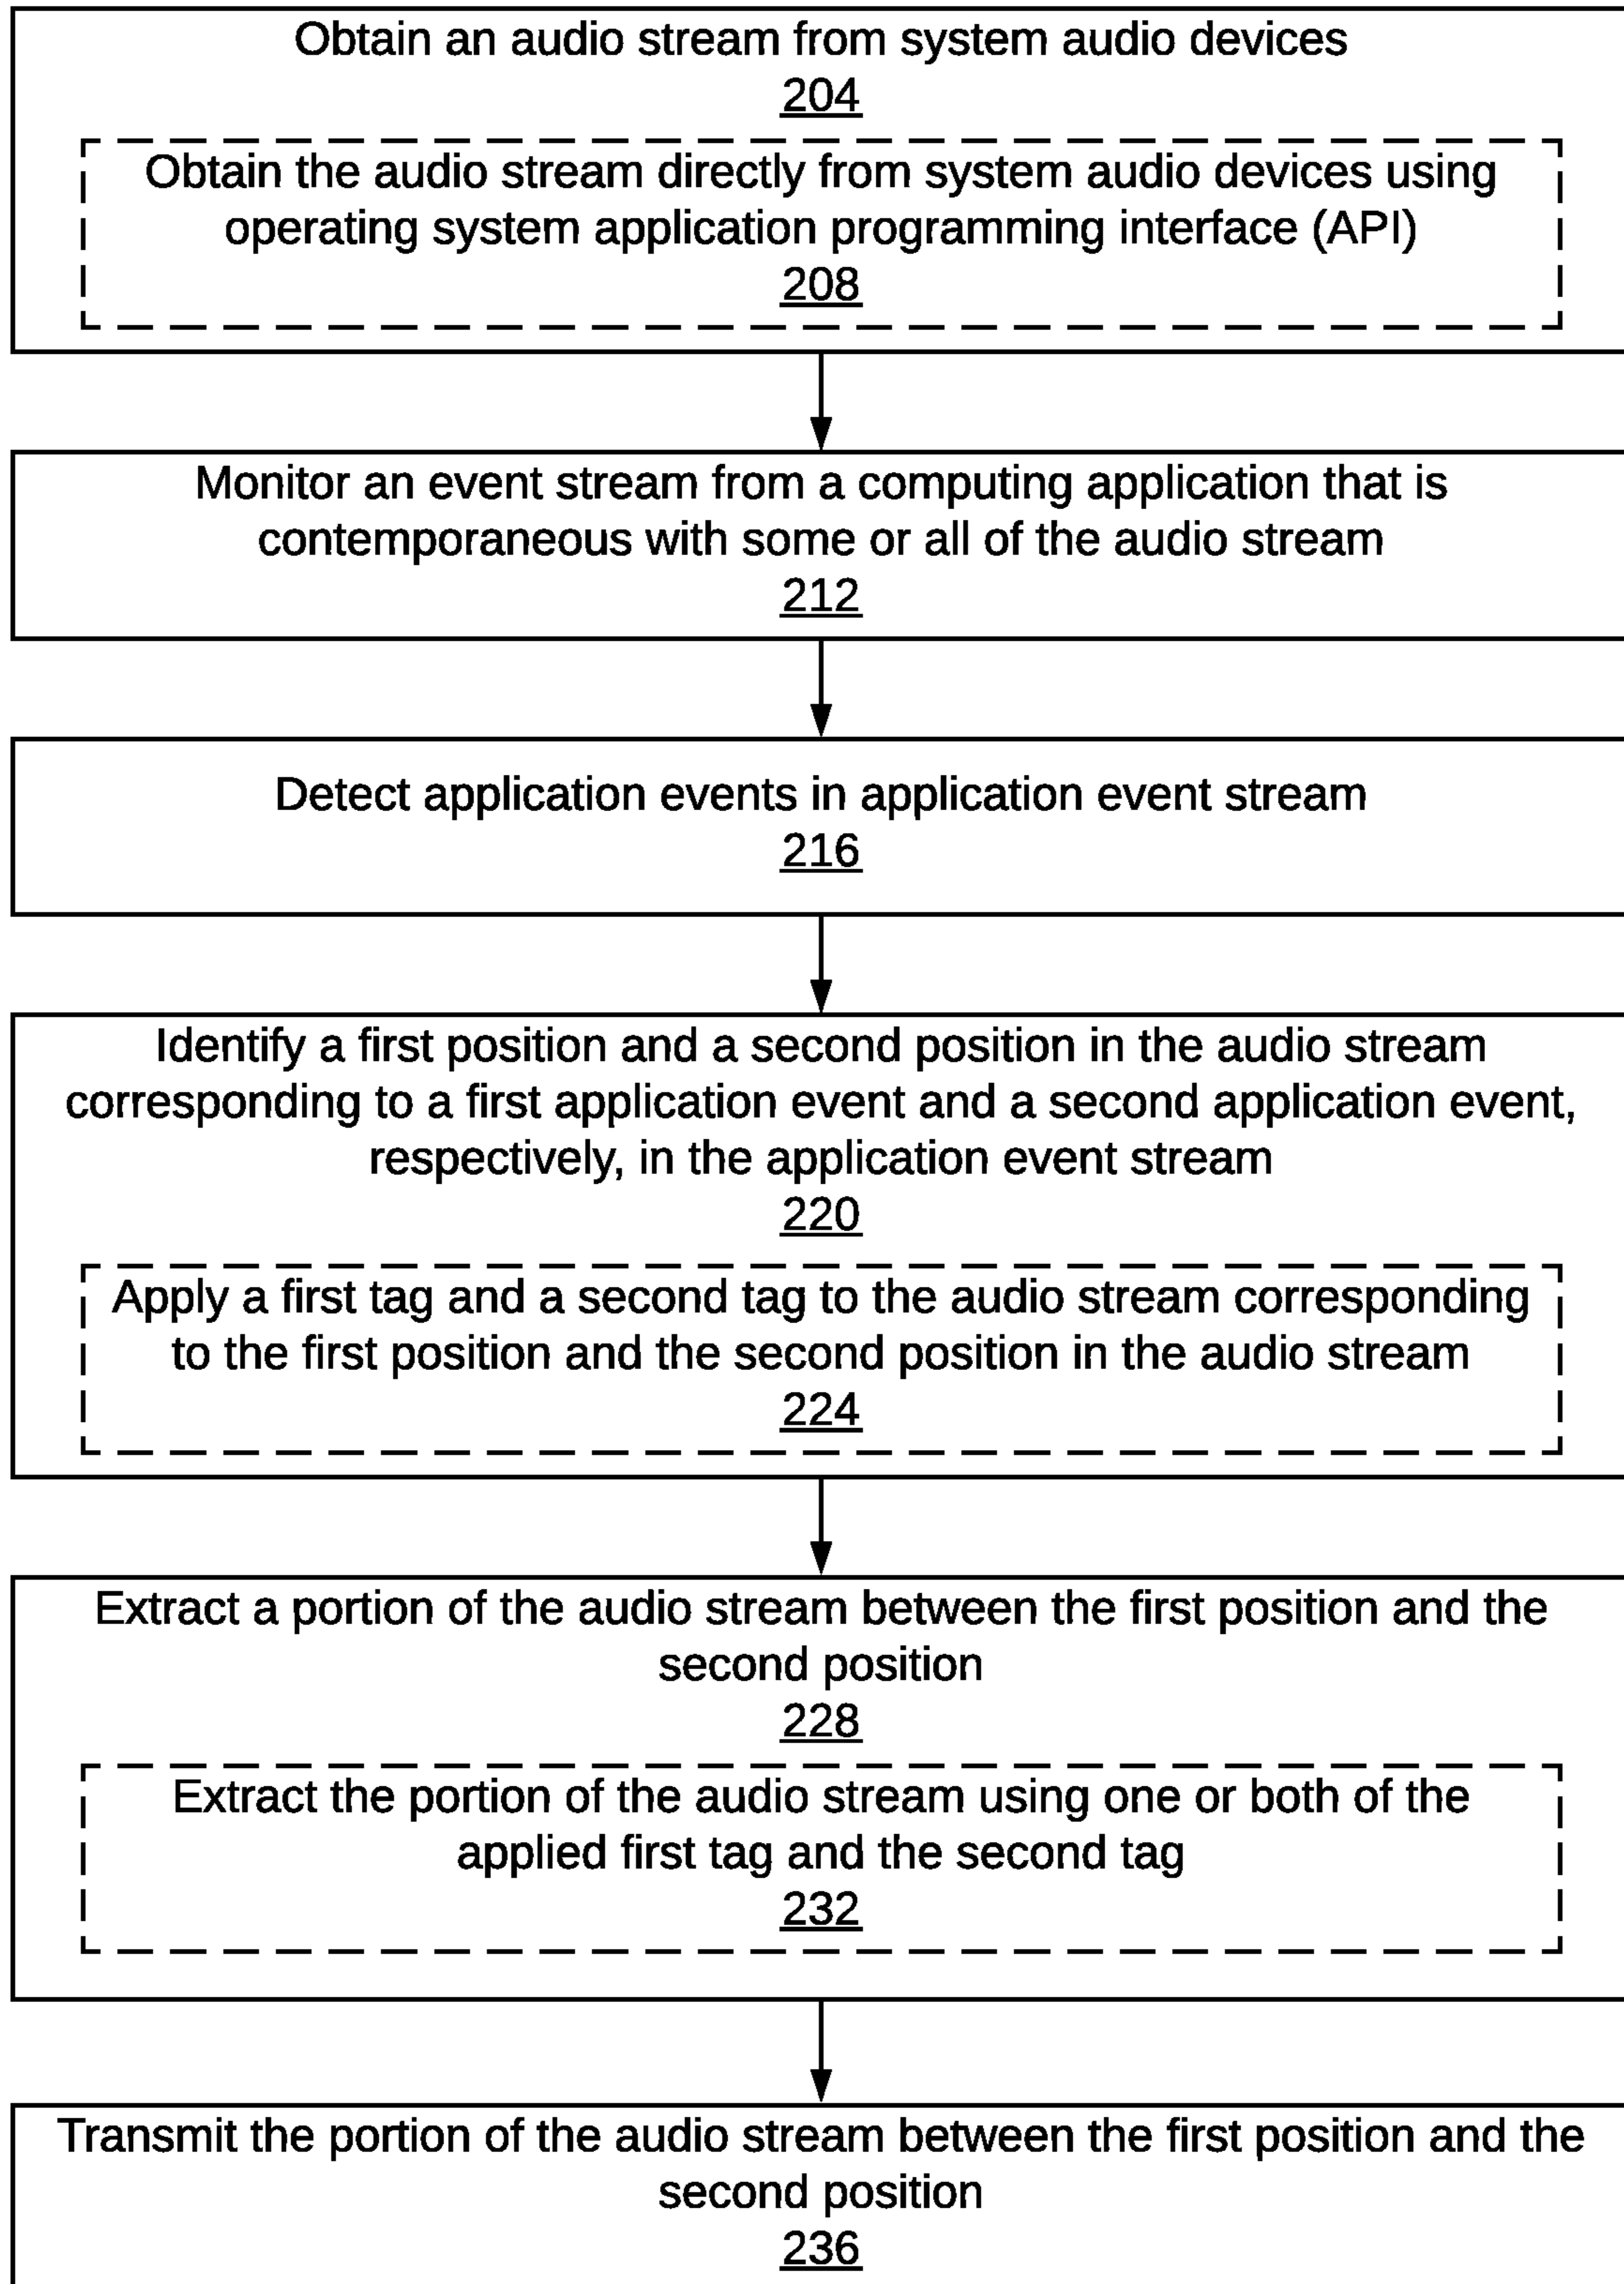 Obtain an audio stream from system audio devices
204
Obtain the audio stream directly from system audio devices using
operating system application programming interface (API)
208
Monitor an event stream from a computing application that is
contemporaneous with some or all of the audio stream
212
Detect application events in application event stream
216
Identify a first position and a second position in the audio stream
corresponding to a first application event and a second application event,
respectively, in the application event stream
220
Apply a first tag and a second tag to the audio stream corresponding
to the first position and the second position in the audio stream
224
Extract a portion of the audio stream between the first position and the
second position
228
Extract the portion of the audio stream using one or both of the
applied first tag and the second tag
232
Transmit the portion of the audio stream between the first position and the
second position
236